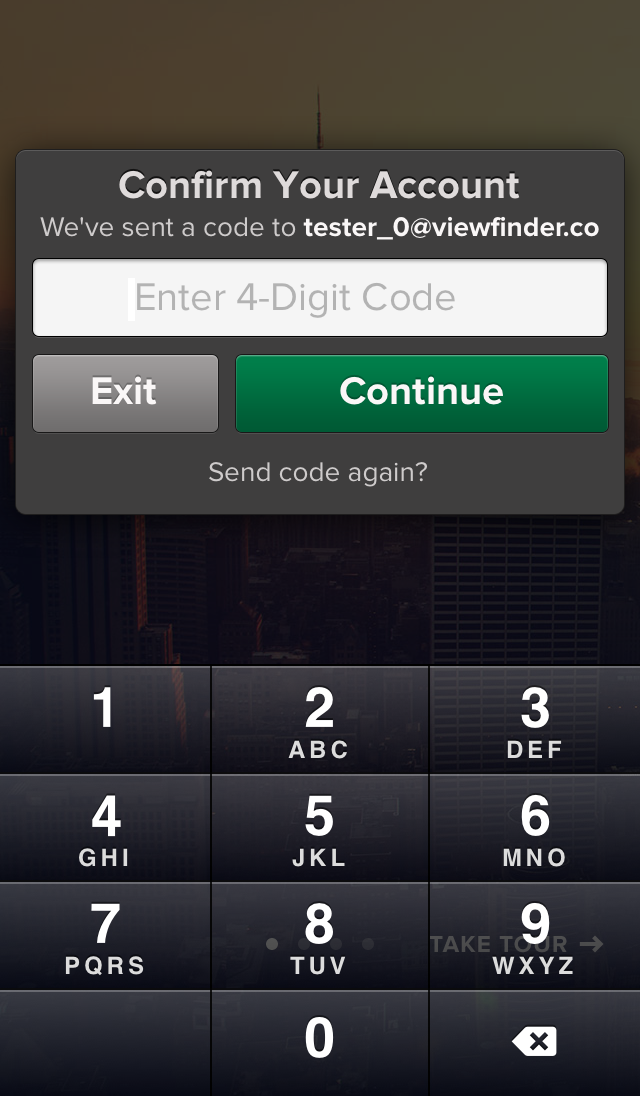 Confirm Your Account
We've sent a code to tester_0@viewfinder.co
Enter 4-Digit Code
Exit
Continue
Send code again?
1
2
3
ABC
DEF
4
5
6
GHI
JKL
MNO
7
8
9
TAKE TOUR →
PQRS
TUV
WXYZ
0